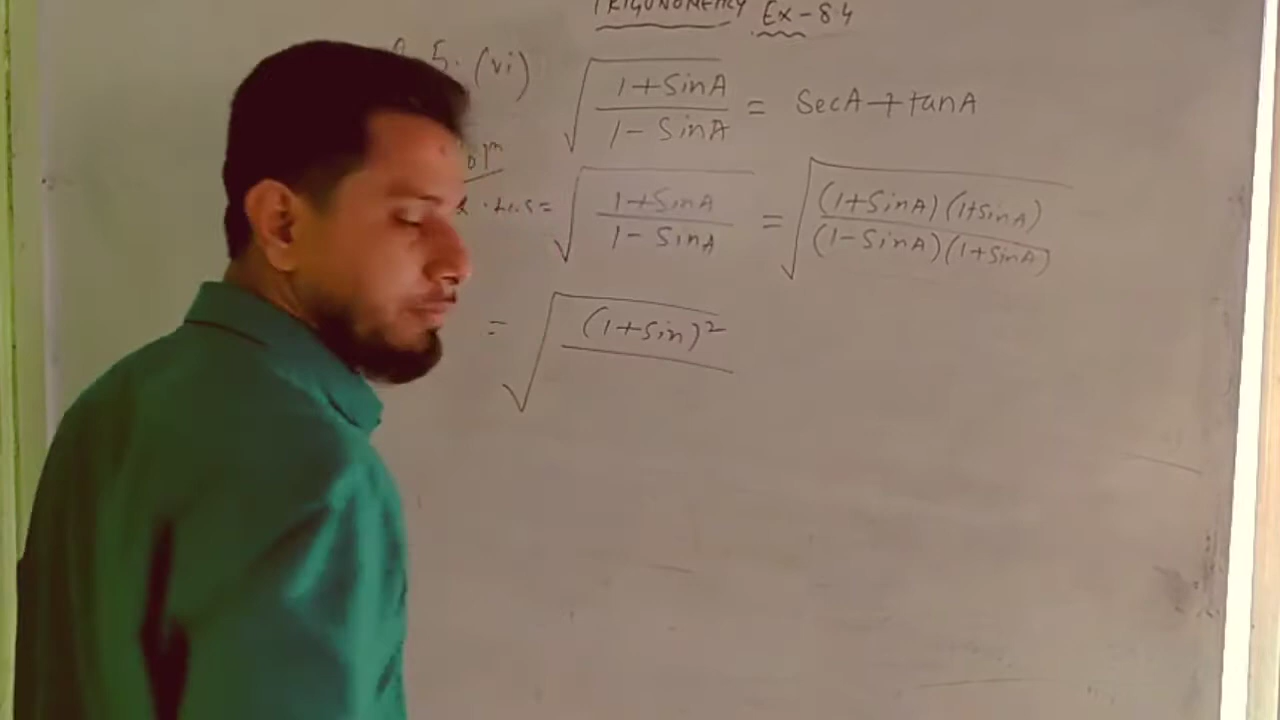 TRIGONOMETRY Ex-8.4
5. (vi) √(1+SinA)/(1-SinA) = SecA+tanA
= √(1+SinA)/(1-SinA) = √((1+SinA)(1+SinA))/((1-SinA)(1+SinA))
= √(1+Sin)²